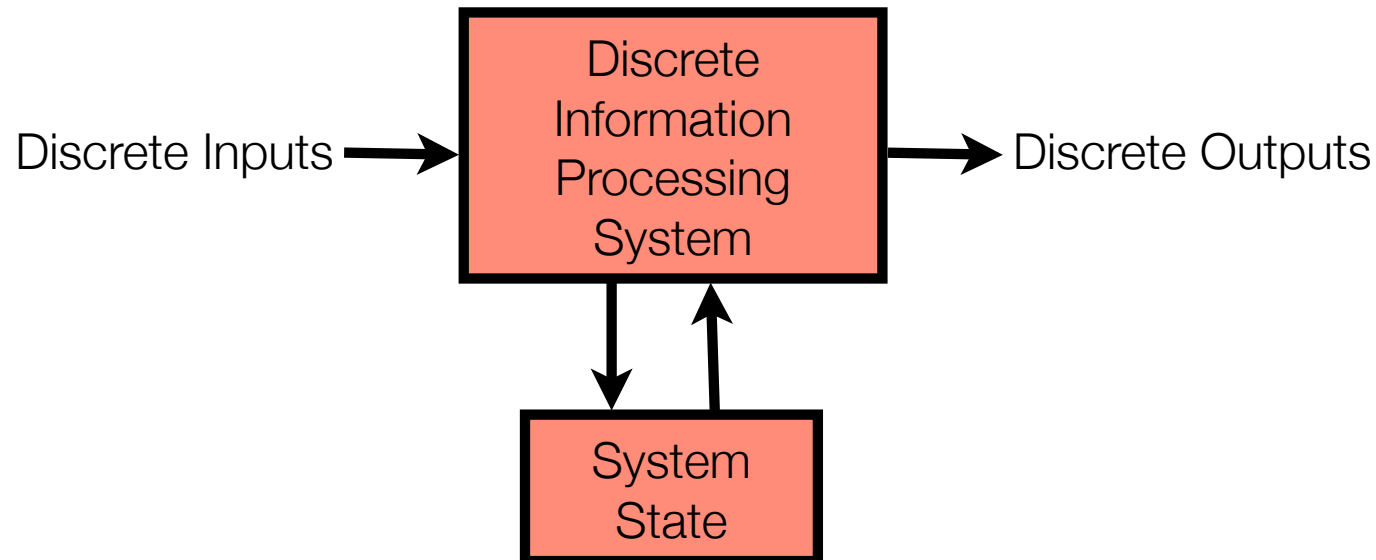 Discrete
Information
Processing
System
Discrete Inputs
Discrete Outputs
System
State